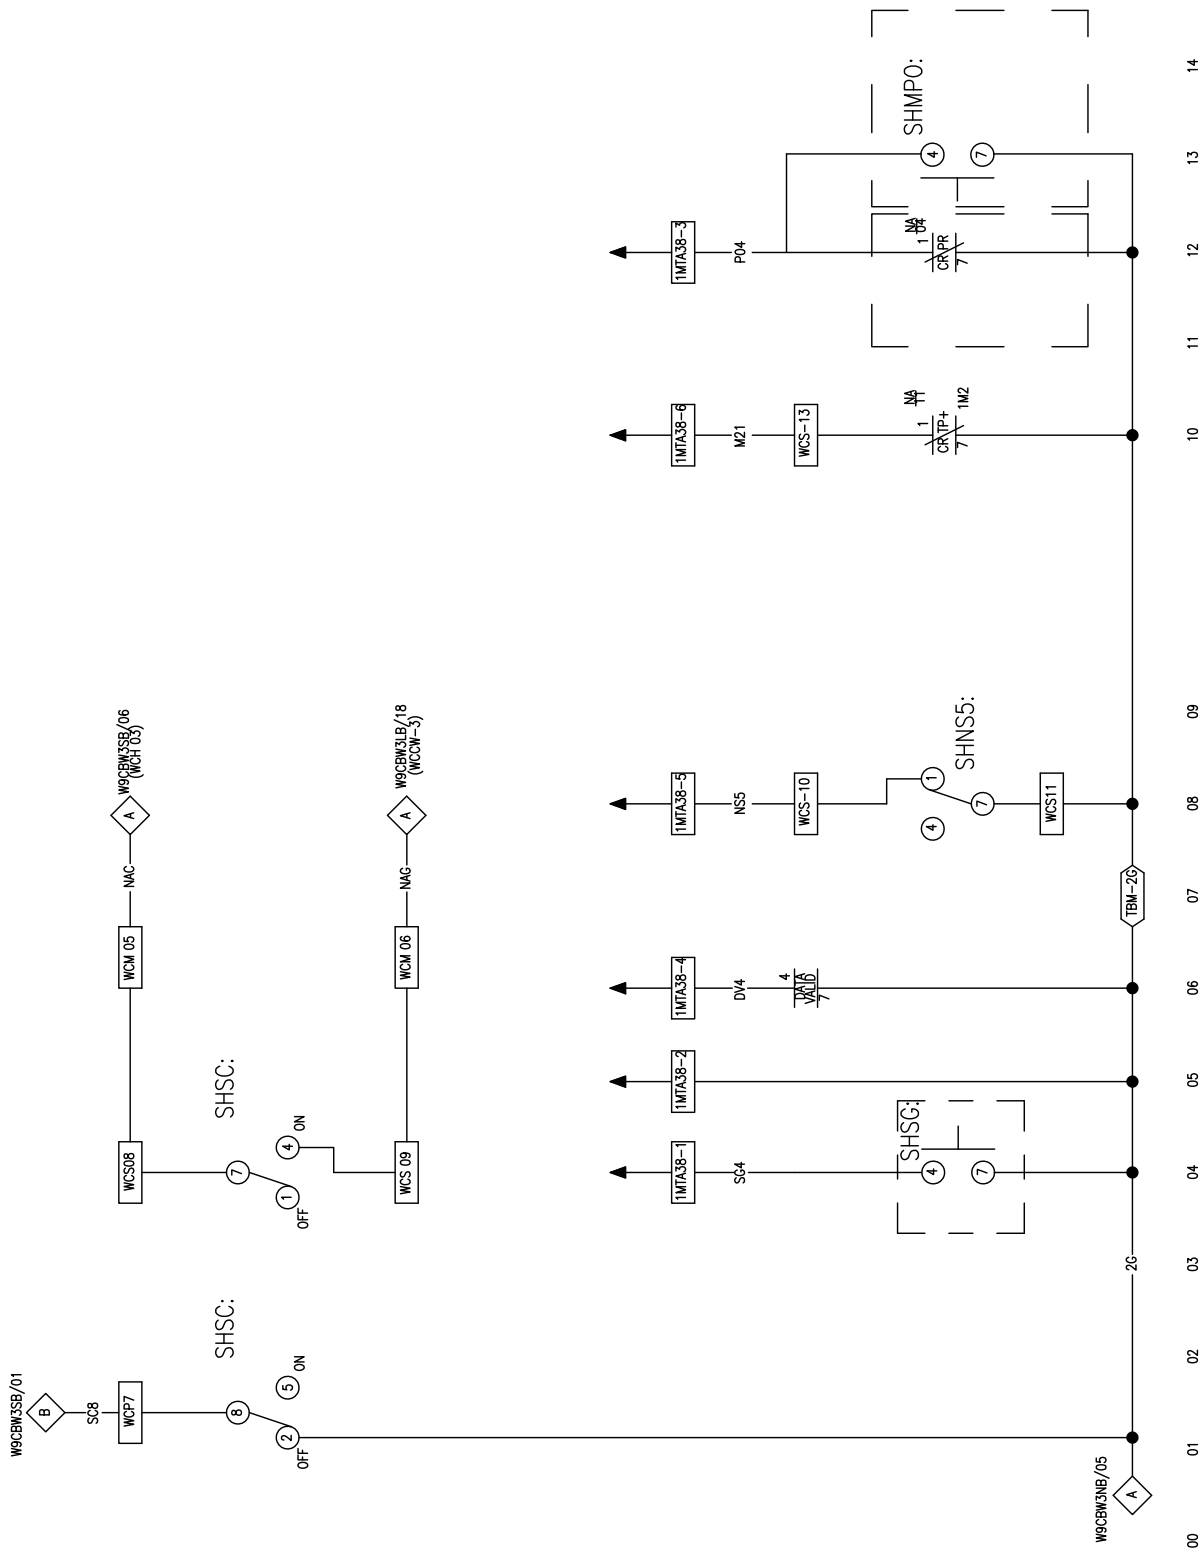 W9CBW3SB/01
B
SC8
WCP7
SHSC:
8
2
5
OFF
ON
W9CBW3NB/05
A
W9CBW3SB/06
(WCH 03)
A
NAC
WCM 05
WCS08
SHSC:
7
1
4
OFF
ON
WCS 09
WCM 06
NAG
A
W9CBW3LB/18
(WCCW-3)
2G
1MTA38-1
SG4
SHSG:
4
7
1MTA38-2
1MTA38-4
DV4
4
DATA
VALID
7
TBM-2G
1MTA38-5
NS5
WCS-10
1
4
7
SHNS5:
WCS11
1MTA38-6
M21
WCS-13
NA
11
1
CR TP+
7
1M2
1MTA38-3
P04
NA
04
1
CR PR
7
SHMPO:
4
7
00
01
02
03
04
05
06
07
08
09
10
11
12
13
14